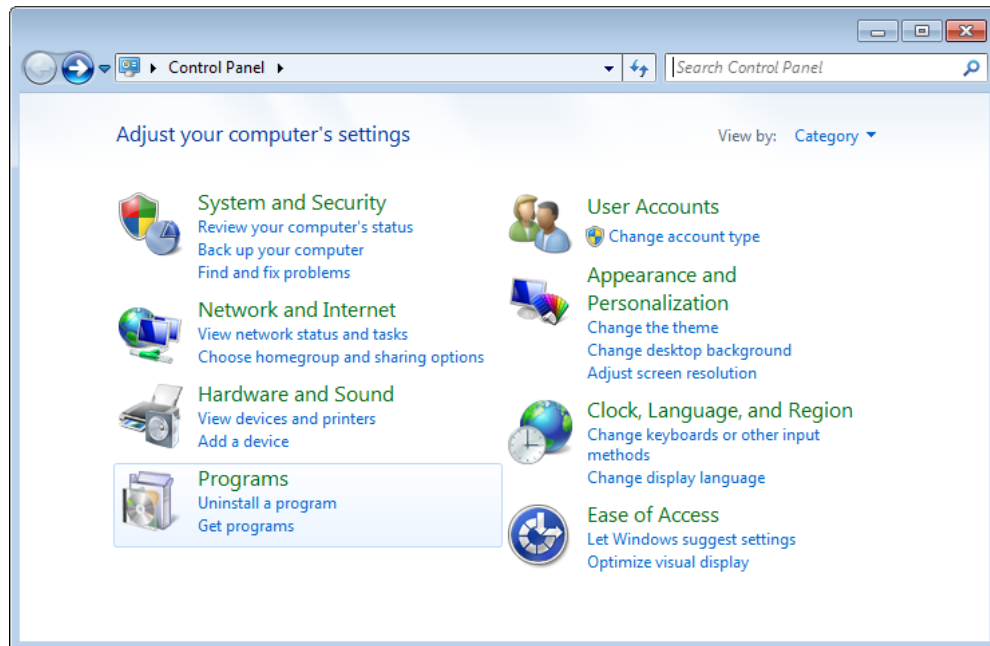 Control Panel
Search Control Panel
Adjust your computer's settings
View by: Category
System and Security
Review your computer's status
Back up your computer
Find and fix problems
Network and Internet
View network status and tasks
Choose homegroup and sharing options
Hardware and Sound
View devices and printers
Add a device
Programs
Uninstall a program
Get programs
User Accounts
Change account type
Appearance and
Personalization
Change the theme
Change desktop background
Adjust screen resolution
Clock, Language, and Region
Change keyboards or other input
methods
Change display language
Ease of Access
Let Windows suggest settings
Optimize visual display